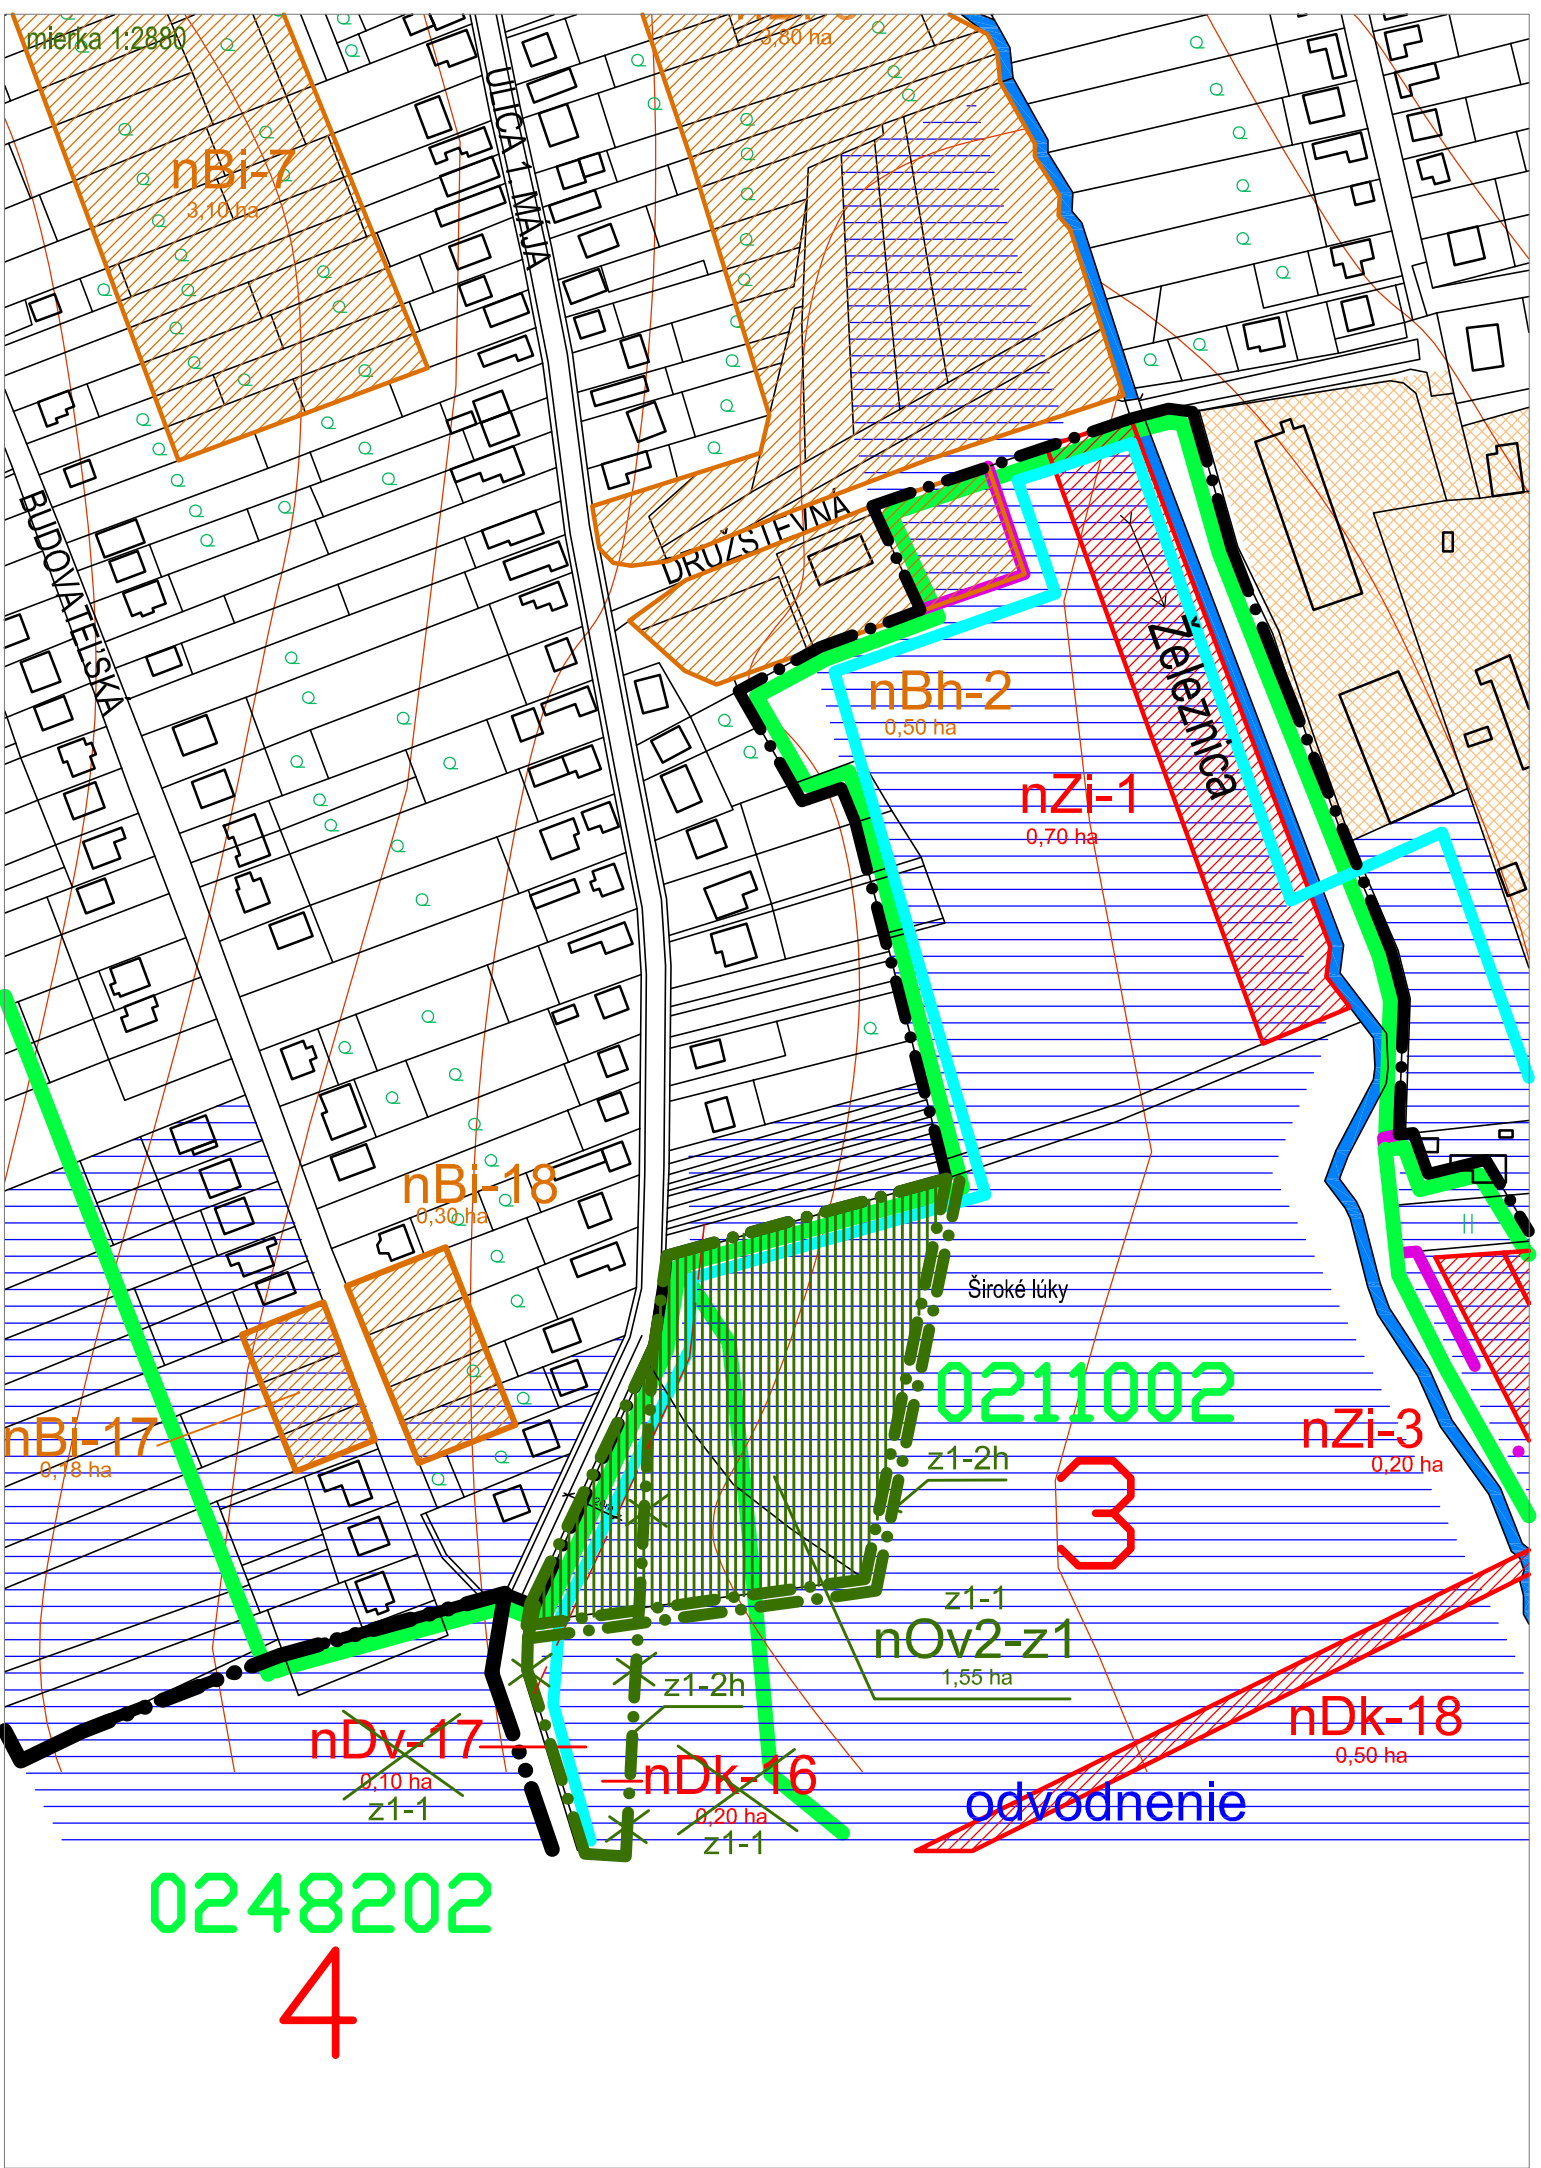 mierka 1:2880
3,80 ha
nBi-7
3,10 ha
ULICA 1. MÁJA
BUDOVATEĽSKÁ
DRUŽSTEVNÁ
Železnica
nBh-2
0,50 ha
nZi-1
0,70 ha
nBi-18
0,30 ha
Široké lúky
0211002
nBi-17
0,18 ha
nZi-3
0,20 ha
z1-2h
3
z1-1
nOv2-z1
1,55 ha
z1-2h
nDv-17
0,10 ha
z1-1
nDk-16
0,20 ha
z1-1
nDk-18
0,50 ha
odvodnenie
0248202
4